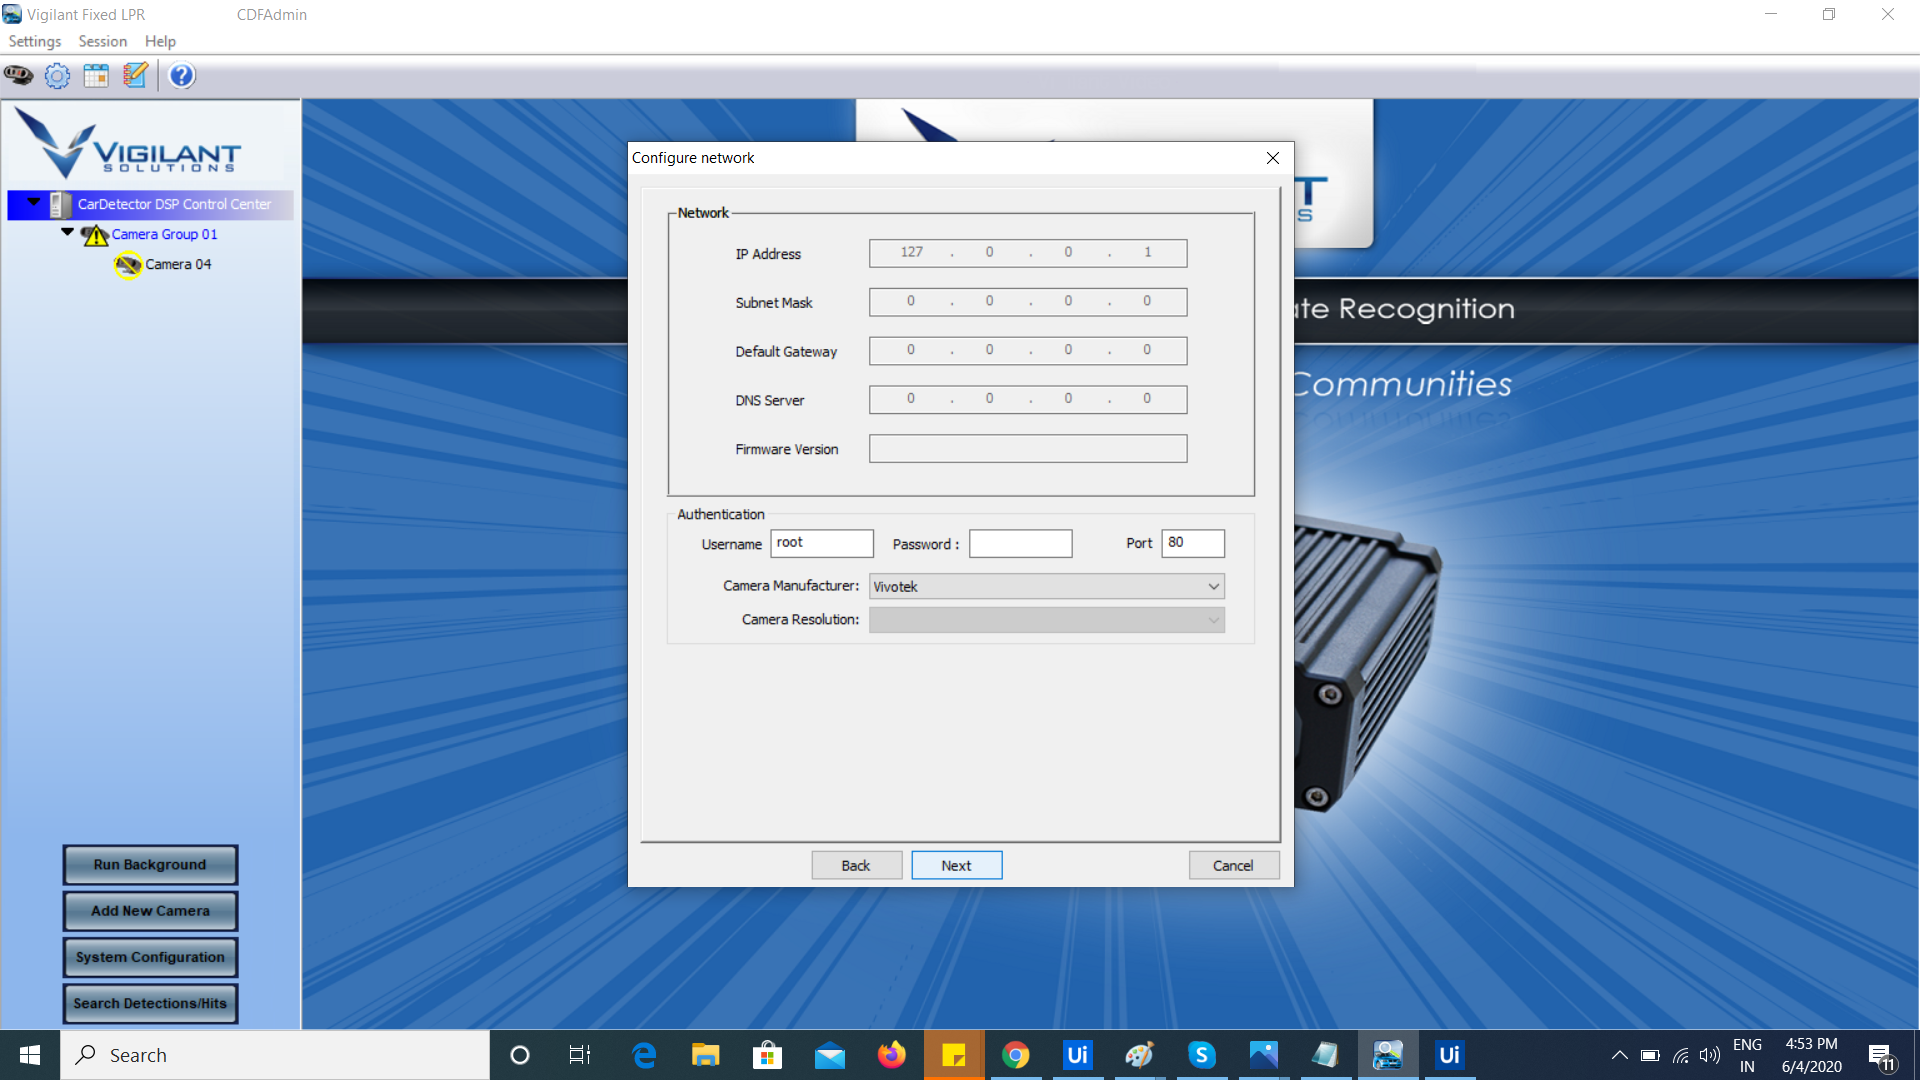 Vigilant Fixed LPR CDFAdmin
Settings Session Help
VIGILANT
SOLUTIONS
CarDetector DSP Control Center
Camera Group 01
Camera 04
Configure network
Network
IP Address 127 . 0 . 0 . 1
Subnet Mask 0 . 0 . 0 . 0
Default Gateway 0 . 0 . 0 . 0
DNS Server 0 . 0 . 0 . 0
Firmware Version
Authentication
Username root Password : Port 80
Camera Manufacturer: Vivotek
Camera Resolution:
Back Next Cancel
Recognition
Communities
Run Background
Add New Camera
System Configuration
Search Detections/Hits
Search
Ui
Ui
ENG
IN
4:53 PM
6/4/2020
11